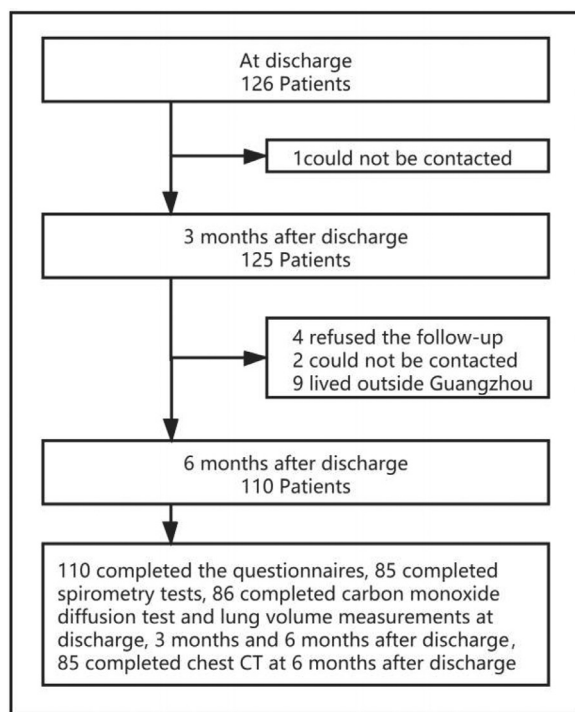 At discharge
126 Patients
1could not be contacted
3 months after discharge
125 Patients
4 refused the follow-up
2 could not be contacted
9 lived outside Guangzhou
6 months after discharge
110 Patients
110 completed the questionnaires, 85 completed
spirometry tests, 86 completed carbon monoxide
diffusion test and lung volume measurements at
discharge, 3 months and 6 months after discharge,
85 completed chest CT at 6 months after discharge